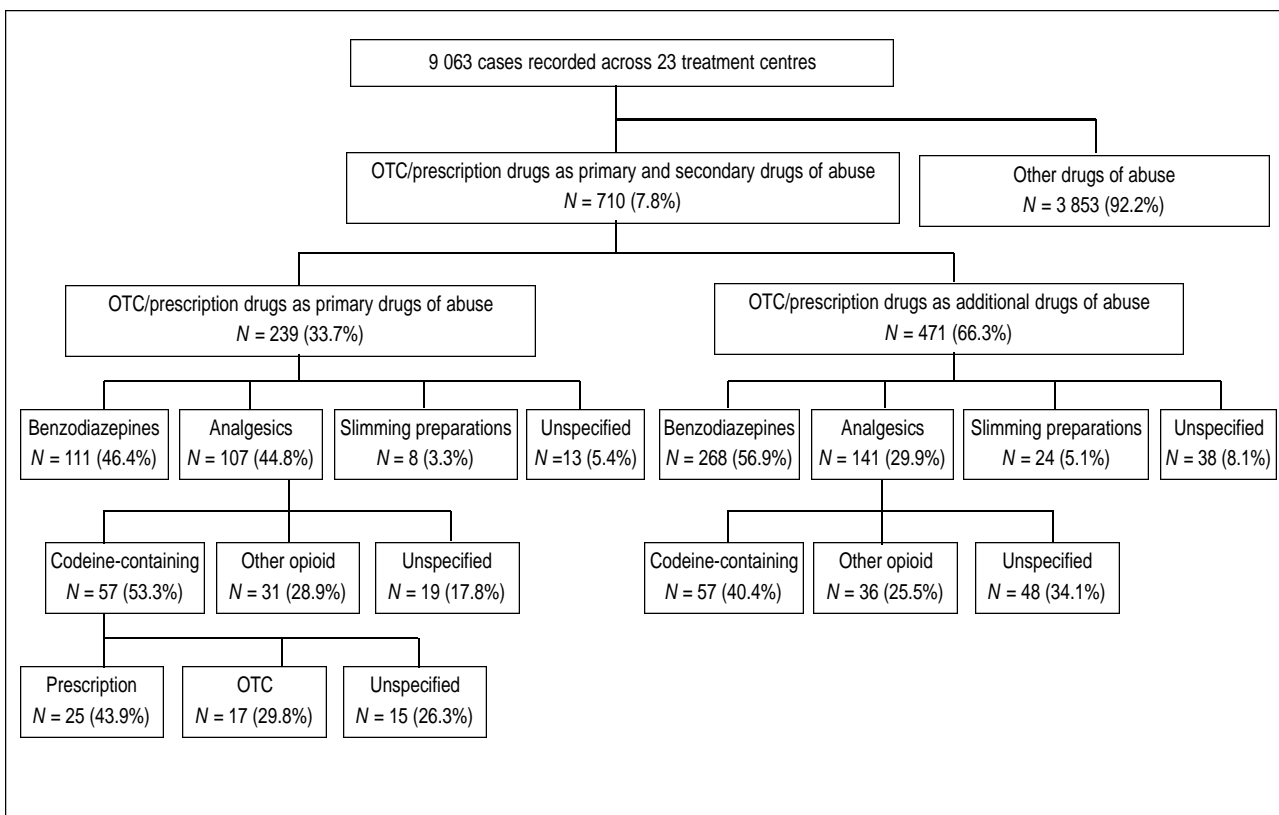 9 063 cases recorded across 23 treatment centres
OTC/prescription drugs as primary and secondary drugs of abuse
N = 710 (7.8%)
Other drugs of abuse
N = 3 853 (92.2%)
OTC/prescription drugs as primary drugs of abuse
N = 239 (33.7%)
OTC/prescription drugs as additional drugs of abuse
N = 471 (66.3%)
Benzodiazepines
N = 111 (46.4%)
Analgesics
N = 107 (44.8%)
Slimming preparations
N = 8 (3.3%)
Unspecified
N =13 (5.4%)
Benzodiazepines
N = 268 (56.9%)
Analgesics
N = 141 (29.9%)
Slimming preparations
N = 24 (5.1%)
Unspecified
N = 38 (8.1%)
Codeine-containing
N = 57 (53.3%)
Other opioid
N = 31 (28.9%)
Unspecified
N = 19 (17.8%)
Codeine-containing
N = 57 (40.4%)
Other opioid
N = 36 (25.5%)
Unspecified
N = 48 (34.1%)
Prescription
N = 25 (43.9%)
OTC
N = 17 (29.8%)
Unspecified
N = 15 (26.3%)